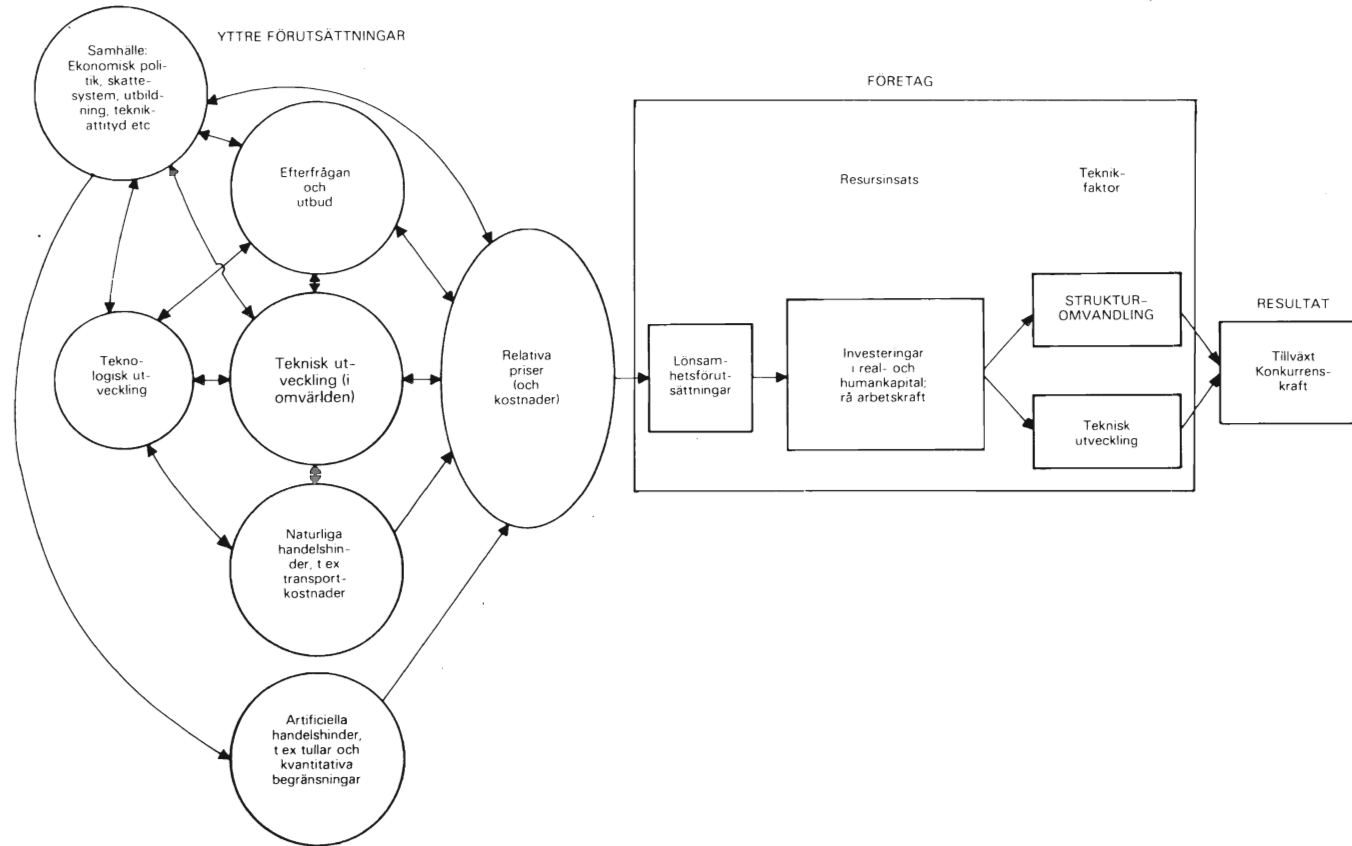 YTTRE FÖRUTSÄTTNINGAR
Samhälle:
Ekonomisk poli-
tik, skatte-
system, utbild-
ning, teknik-
attityd etc
Efterfrågan
och
utbud
Tekno-
logisk ut-
veckling
Teknisk ut-
veckling (i
omvärlden)
Naturliga
handelshin-
der, t ex
transport-
kostnader
Artificiella
handelshinder,
t ex tullar och
kvantitativa
begränsningar
Relativa
priser
(och
kostnader)
FÖRETAG
Resursinsats
Teknik-
faktor
Lönsam-
hetsförut-
sättningar
Investeringar
i real- och
humankapital;
rå arbetskraft
STRUKTUR-
OMVANDLING
Teknisk
utveckling
RESULTAT
Tillväxt
Konkurrens-
kraft